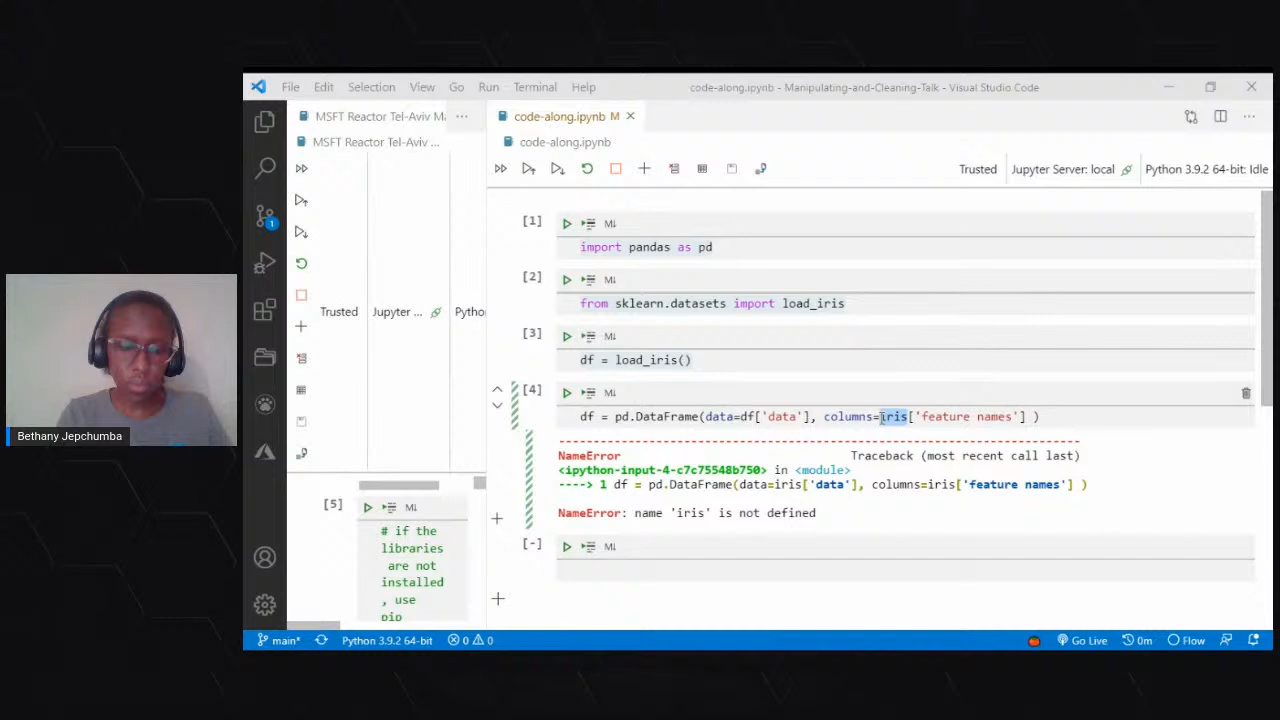 File Edit Selection View Go Run Terminal Help
code-along.ipynb - Manipulating-and-Cleaning-Talk - Visual Studio Code
MSFT Reactor Tel-Aviv Ma
...
code-along.ipynb M
...
MSFT Reactor Tel-Aviv ...
code-along.ipynb
Trusted
Jupyter Server: local
Python 3.9.2 64-bit: Idle
1
Trusted
Jupyter ...
Pytho
[1]
M↓
import pandas as pd
[2]
M↓
from sklearn.datasets import load_iris
[3]
M↓
df = load_iris()
[4]
M↓
df = pd.DataFrame(data=df['data'], columns=iris['feature names'] )
---------------------------------------------------------------------------
NameError Traceback (most recent call last)
<ipython-input-4-c7c75548b750> in <module>
----> 1 df = pd.DataFrame(data=iris['data'], columns=iris['feature names'] )
NameError: name 'iris' is not defined
[-]
M↓
[5]
M↓
# if the
libraries
are not
installed
, use
pip
Bethany Jepchumba
main*
Python 3.9.2 64-bit
0
0
Go Live
0m
Flow